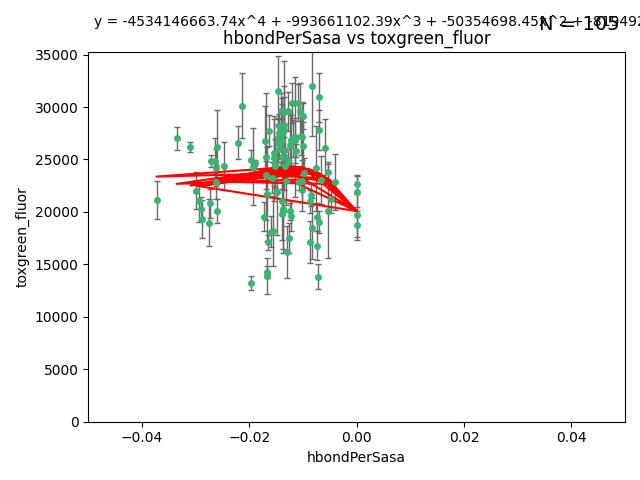 y = -4534146663.74x^4 + -993661102.39x^3 + -50354698.45x^2 +
N = 105
hbondPerSasa vs toxgreen_fluor
35000
30000
25000
20000
15000
10000
5000
0
toxgreen_fluor
−0.04
−0.02
0.00
0.02
0.04
hbondPerSasa